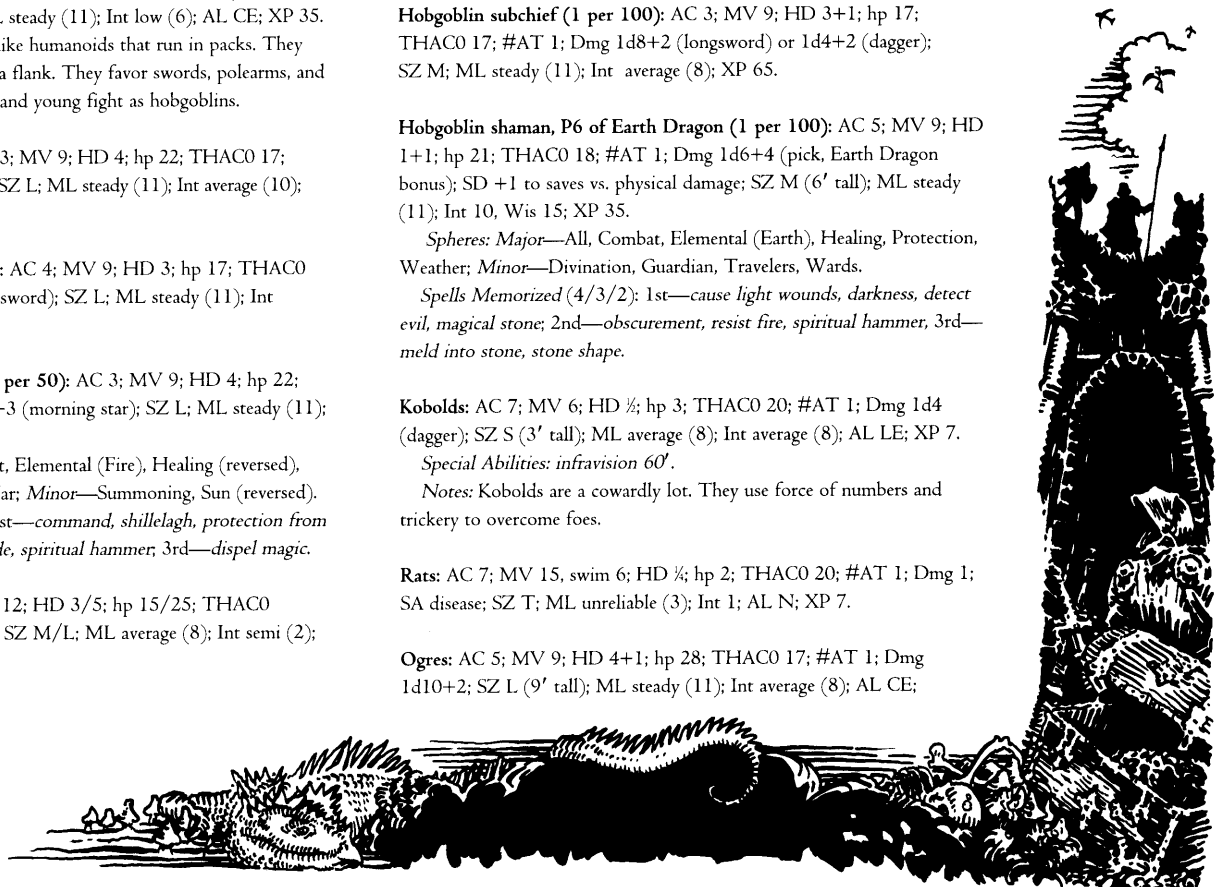 steady (11); Int low (6); AL CE; XP 35.
ike humanoids that run in packs. They
a flank. They favor swords, polearms, and
and young fight as hobgoblins.
3; MV 9; HD 4; hp 22; THAC0 17;
SZ L; ML steady (11); Int average (10);
: AC 4; MV 9; HD 3; hp 17; THAC0
sword); SZ L; ML steady (11); Int
per 50): AC 3; MV 9; HD 4; hp 22;
-3 (morning star); SZ L; ML steady (11);
t, Elemental (Fire), Healing (reversed),
ar; Minor—Summoning, Sun (reversed).
st—command, shillelagh, protection from
le, spiritual hammer; 3rd—dispel magic.
12; HD 3/5; hp 15/25; THAC0
SZ M/L; ML average (8); Int semi (2);
Hobgoblin subchief (1 per 100): AC 3; MV 9; HD 3+1; hp 17;
THAC0 17; #AT 1; Dmg 1d8+2 (longsword) or 1d4+2 (dagger);
SZ M; ML steady (11); Int average (8); XP 65.
Hobgoblin shaman, P6 of Earth Dragon (1 per 100): AC 5; MV 9; HD
1+1; hp 21; THAC0 18; #AT 1; Dmg 1d6+4 (pick, Earth Dragon
bonus); SD +1 to saves vs. physical damage; SZ M (6′ tall); ML steady
(11); Int 10, Wis 15; XP 35.
Spheres: Major—All, Combat, Elemental (Earth), Healing, Protection,
Weather; Minor—Divination, Guardian, Travelers, Wards.
Spells Memorized (4/3/2): 1st—cause light wounds, darkness, detect
evil, magical stone; 2nd—obscurement, resist fire, spiritual hammer, 3rd—
meld into stone, stone shape.
Kobolds: AC 7; MV 6; HD ½; hp 3; THAC0 20; #AT 1; Dmg 1d4
(dagger); SZ S (3′ tall); ML average (8); Int average (8); AL LE; XP 7.
Special Abilities: infravision 60′.
Notes: Kobolds are a cowardly lot. They use force of numbers and
trickery to overcome foes.
Rats: AC 7; MV 15, swim 6; HD ¼; hp 2; THAC0 20; #AT 1; Dmg 1;
SA disease; SZ T; ML unreliable (3); Int 1; AL N; XP 7.
Ogres: AC 5; MV 9; HD 4+1; hp 28; THAC0 17; #AT 1; Dmg
1d10+2; SZ L (9′ tall); ML steady (11); Int average (8); AL CE;